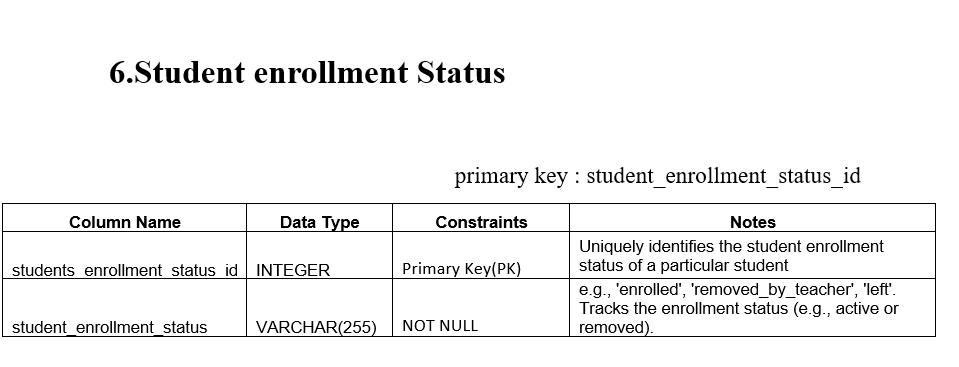 6.Student enrollment Status
primary key : student_enrollment_status_id
Column Name Data Type Constraints Notes
students_enrollment_status_id INTEGER Primary Key(PK) Uniquely identifies the student enrollment
status of a particular student
student_enrollment_status VARCHAR(255) NOT NULL e.g., 'enrolled', 'removed_by_teacher', 'left'.
Tracks the enrollment status (e.g., active or
removed).